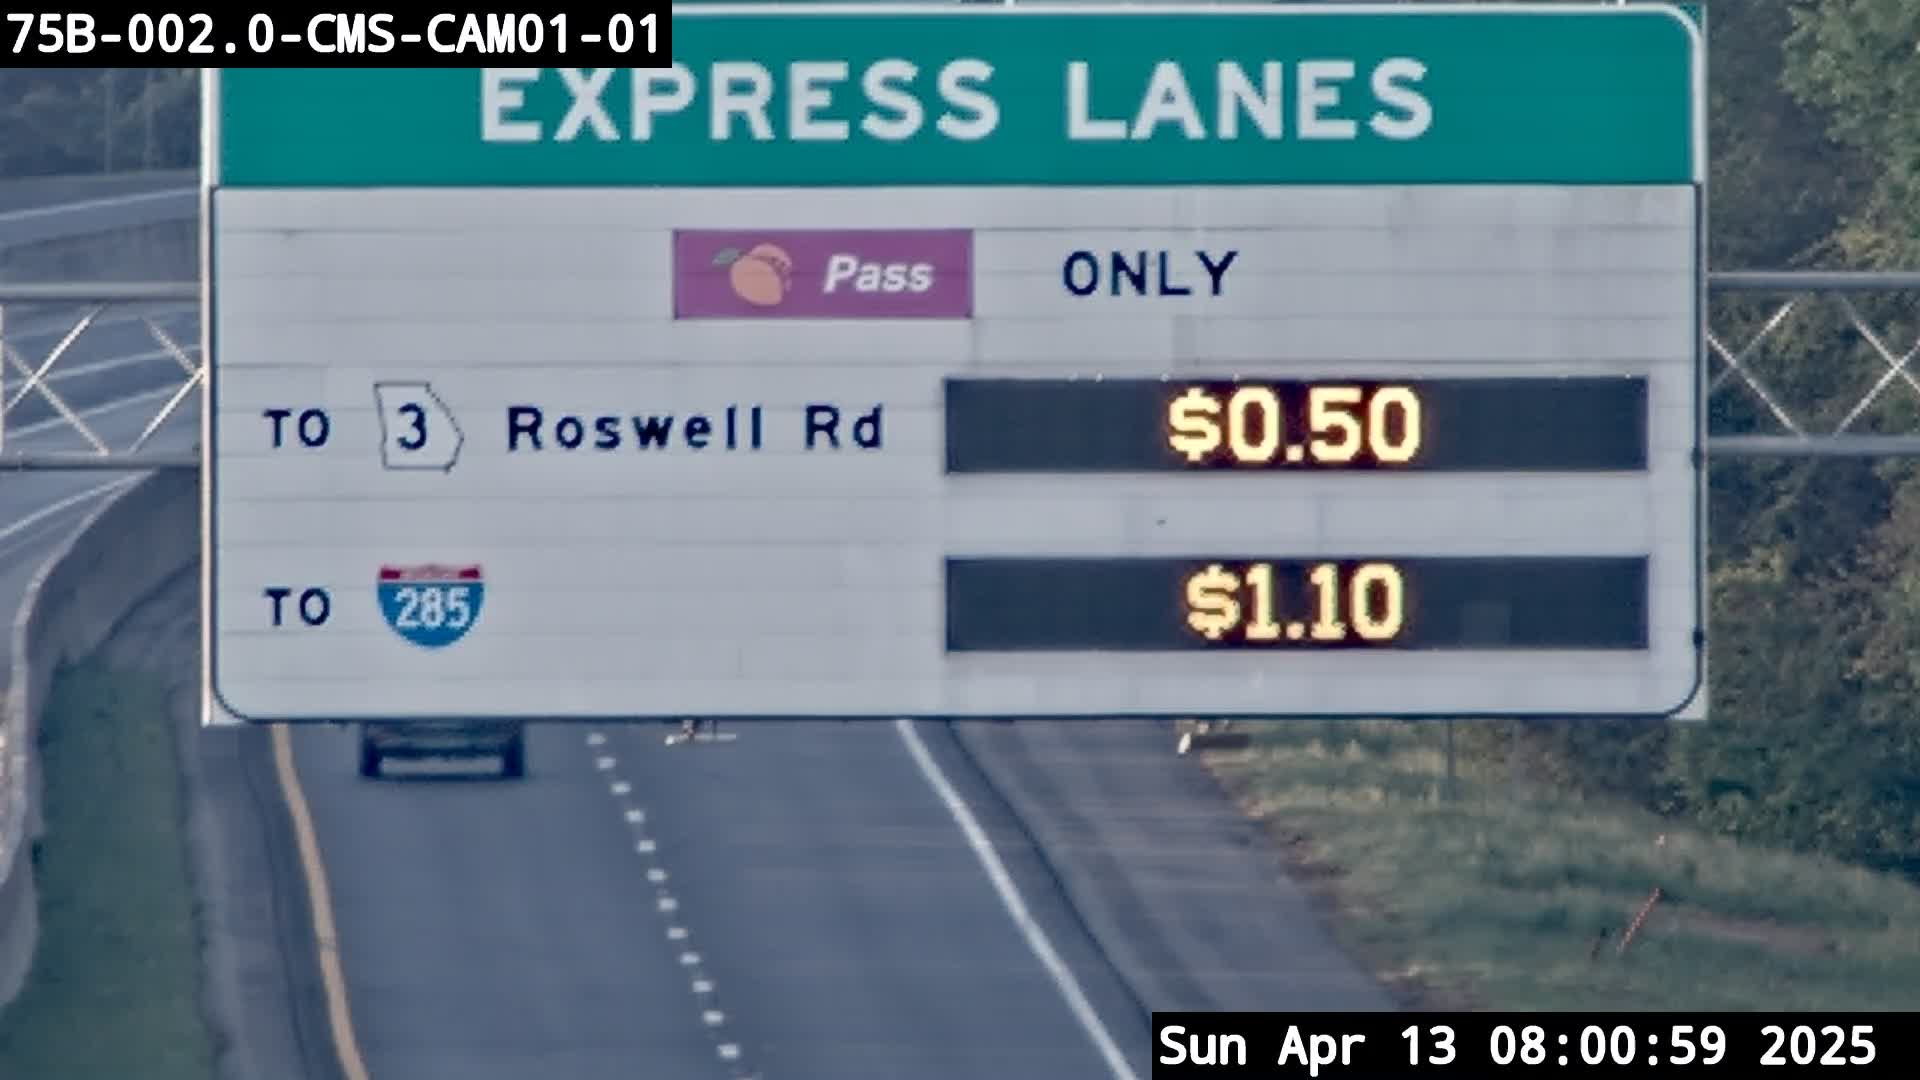 75B-002.0-CMS-CAM01-01
EXPRESS LANES
Pass ONLY
TO 3 Roswell Rd $0.50
TO 285 $1.10
Sun Apr 13 08:00:59 2025